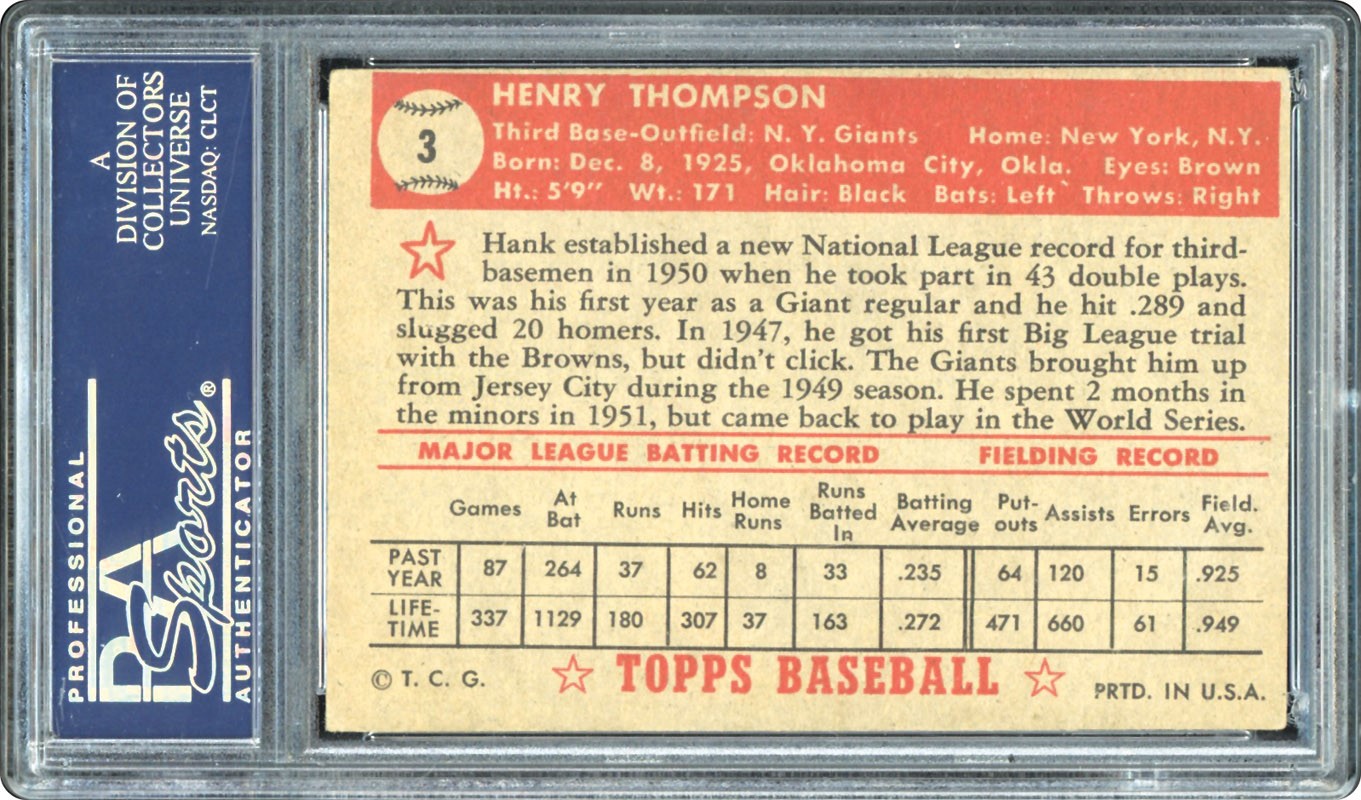 A
DIVISION OF
COLLECTORS
UNIVERSE
NASDAQ: CLCT
PROFESSIONAL
PSA
Sports®
AUTHENTICATOR
3
HENRY THOMPSON
Third Base-Outfield: N. Y. Giants Home: New York, N.Y.
Born: Dec. 8, 1925, Oklahoma City, Okla. Eyes: Brown
Ht.: 5'9" Wt.: 171 Hair: Black Bats: Left Throws: Right
Hank established a new National League record for third-
basemen in 1950 when he took part in 43 double plays.
This was his first year as a Giant regular and he hit .289 and
slugged 20 homers. In 1947, he got his first Big League trial
with the Browns, but didn't click. The Giants brought him up
from Jersey City during the 1949 season. He spent 2 months in
the minors in 1951, but came back to play in the World Series.
MAJOR LEAGUE BATTING RECORD FIELDING RECORD
Games At Bat Runs Hits Home Runs Runs Batted In Batting Average Put-outs Assists Errors Field. Avg.
PAST YEAR 87 264 37 62 8 33 .235 64 120 15 .925
LIFE-TIME 337 1129 180 307 37 163 .272 471 660 61 .949
© T. C. G. TOPPS BASEBALL PRTD. IN U.S.A.